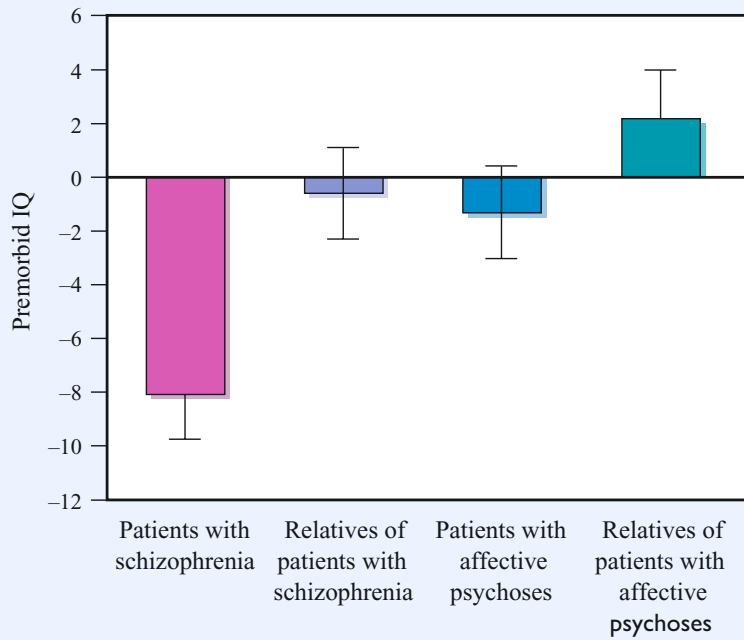 6
4
2
0
–2
–4
–6
–8
–10
–12
Premorbid IQ
Patients with
schizophrenia
Relatives of
patients with
schizophrenia
Patients with
affective
psychoses
Relatives of
patients with
affective
psychoses